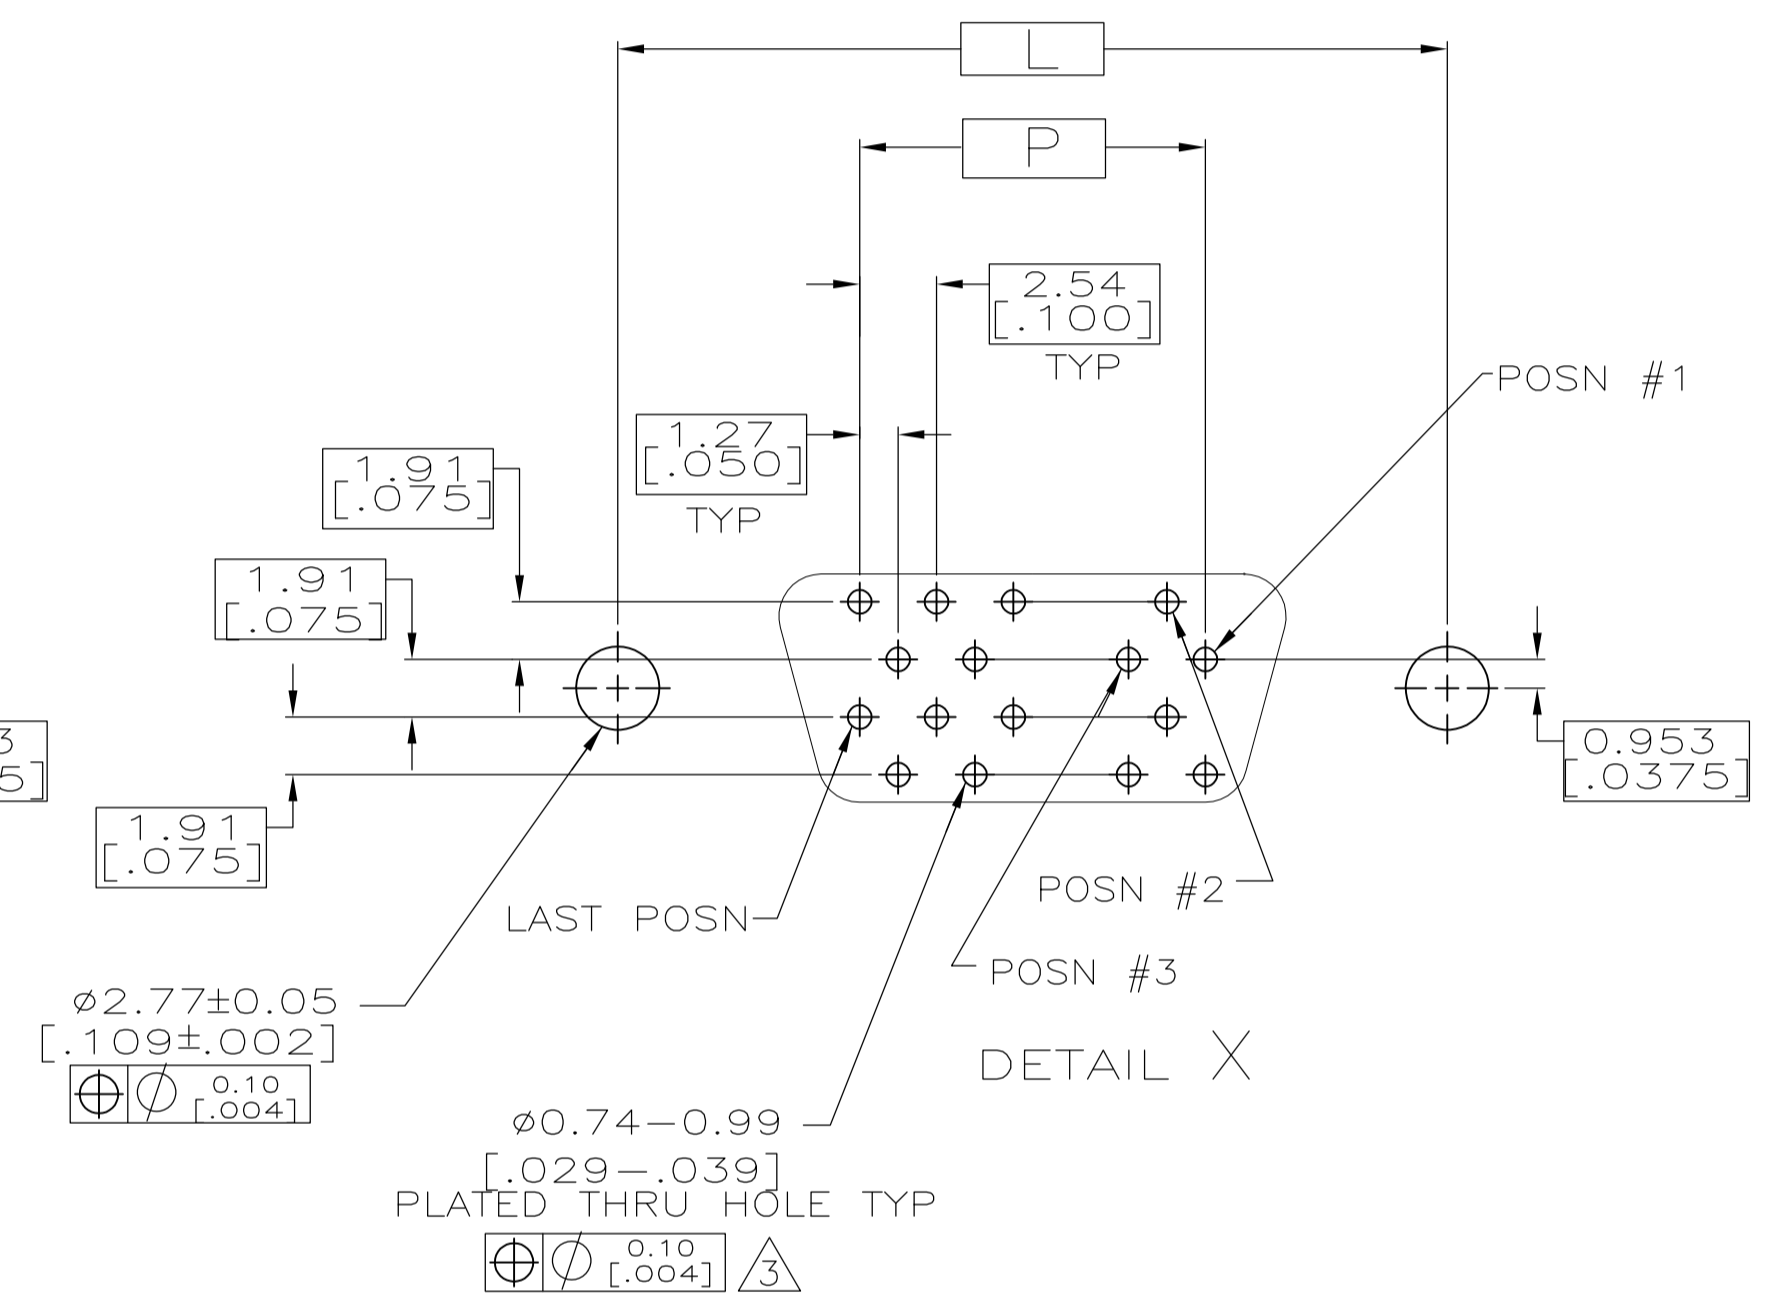 L
P
2.54
[.100]
TYP
POSN #1
1.27
[.050]
TYP
1.91
[.075]
1.91
[.075]
3
5]
0.953
[.0375]
1.91
[.075]
POSN #2
LAST POSN
POSN #3
⌀2.77±0.05
[.109±.002]
⌖ ⌀ 0.10
[.004]
DETAIL X
⌀0.74-0.99
[.029-.039]
PLATED THRU HOLE TYP
⌖ ⌀ 0.10
[.004]
3